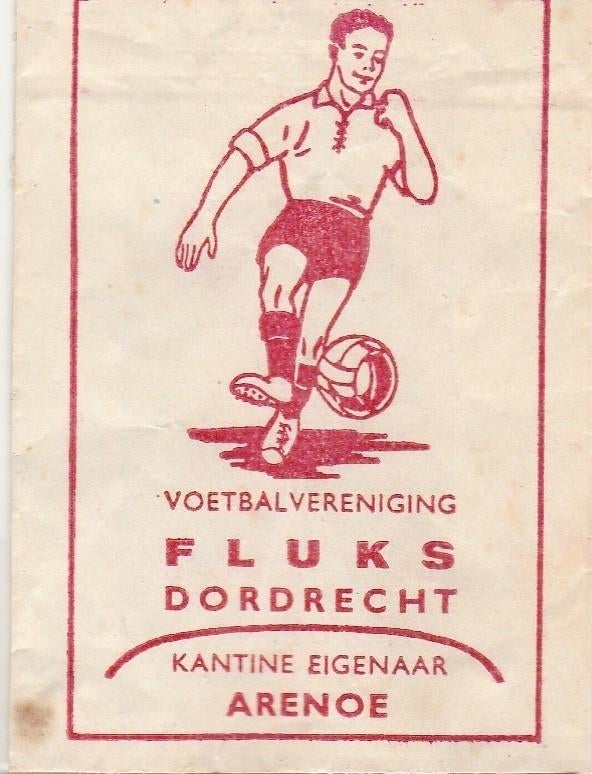 VOETBALVERENIGING
FLUKS
DORDRECHT
KANTINE EIGENAAR
ARENOE